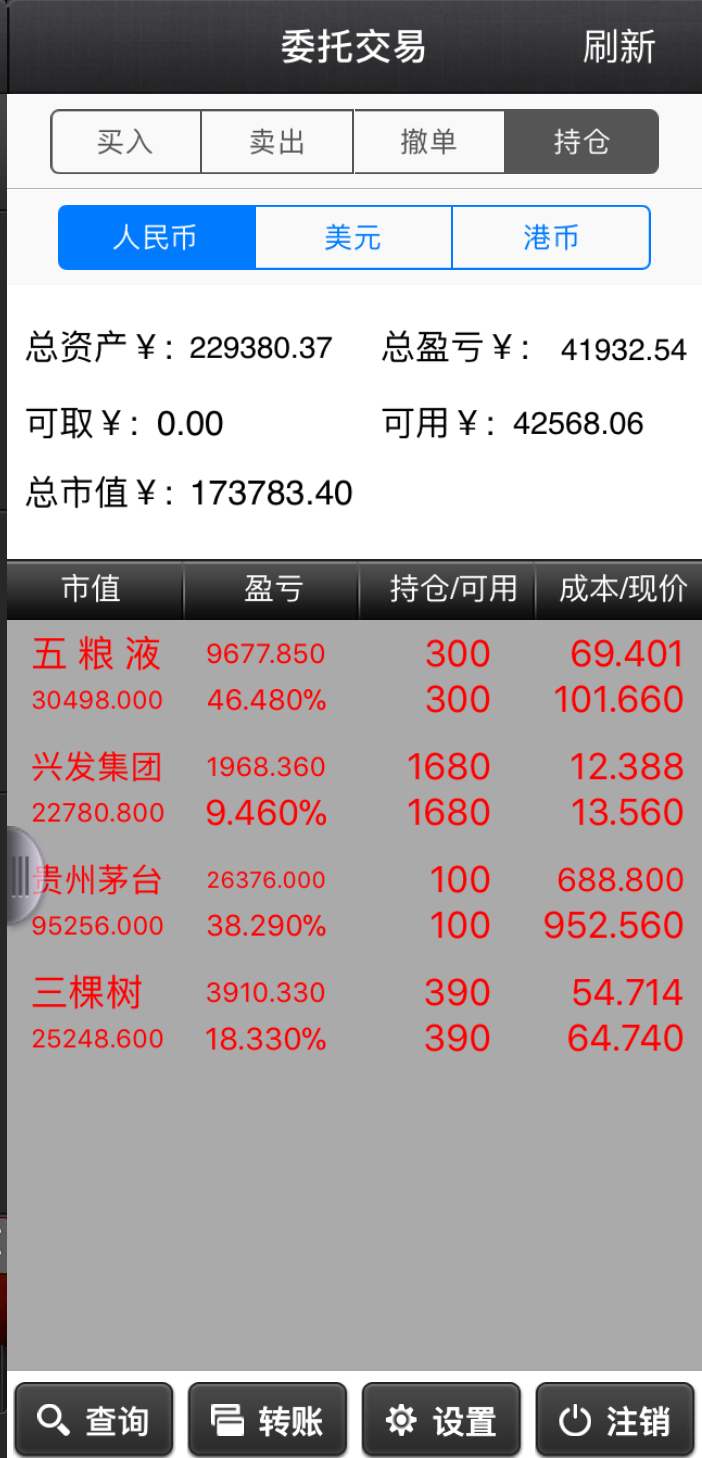 委托交易 刷新
买入 卖出 撤单 持仓
人民币 美元 港币
总资产￥: 229380.37 总盈亏￥: 41932.54
可取￥: 0.00 可用￥: 42568.06
总市值￥: 173783.40
市值 盈亏 持仓/可用 成本/现价
五 粮 液 9677.850 300 69.401
30498.000 46.480% 300 101.660
兴发集团 1968.360 1680 12.388
22780.800 9.460% 1680 13.560
贵州茅台 26376.000 100 688.800
95256.000 38.290% 100 952.560
三棵树 3910.330 390 54.714
25248.600 18.330% 390 64.740
查询 转账 设置 注销